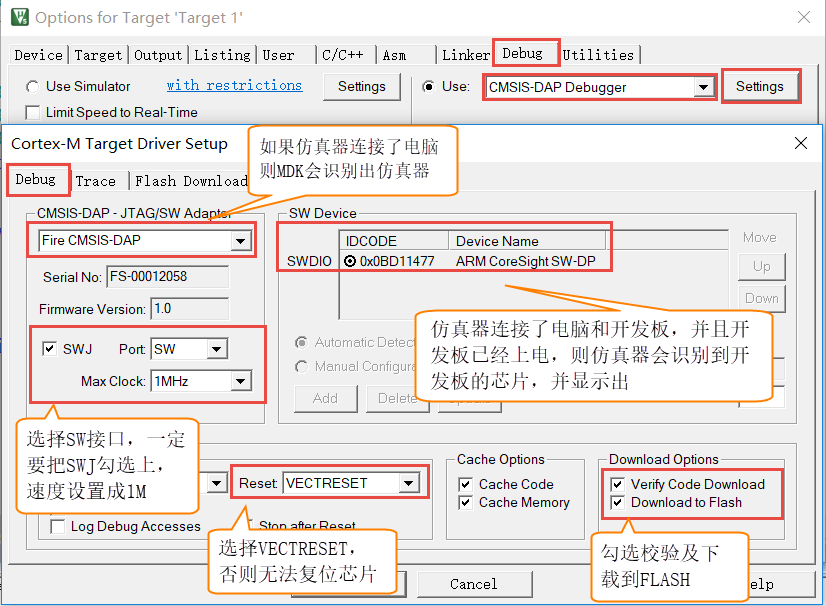 Options for Target 'Target 1'
Device Target Output Listing User C/C++ Asm Linker Debug Utilities
Use Simulator with restrictions Settings Use: CMSIS-DAP Debugger Settings
Limit Speed to Real-Time
Cortex-M Target Driver Setup
如果仿真器连接了电脑
则MDK会识别出仿真器
Debug Trace Flash Download
CMSIS-DAP - JTAG/SW Adapter
Fire CMSIS-DAP
Serial No: FS-00012058
Firmware Version: 1.0
SWJ Port: SW
Max Clock: 1MHz
SW Device
IDCODE Device Name Move
SWDIO 0x0BD11477 ARM CoreSight SW-DP
Up
Down
仿真器连接了电脑和开发板，并且开
发板已经上电，则仿真器会识别到开
发板的芯片，并显示出
Automatic Detect
Manual Configura
Add Delete
选择SW接口，一定
要把SWJ勾选上，
速度设置成1M
Reset: VECTRESET
Log Debug Accesses Stop after Reset
选择VECTRESET，
否则无法复位芯片
Cache Options
Cache Code
Cache Memory
Download Options
Verify Code Download
Download to Flash
勾选校验及下
载到FLASH
Cancel elp